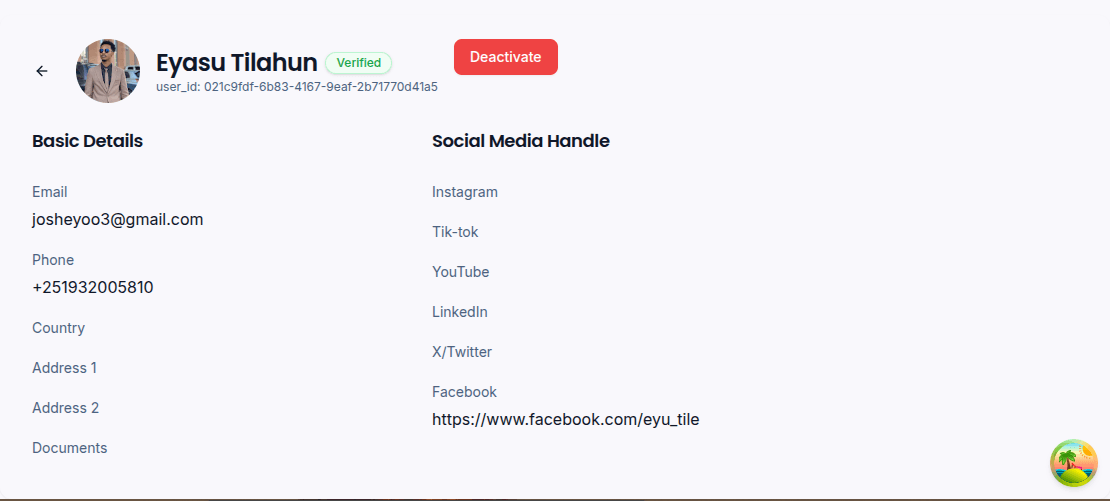 Eyasu Tilahun Verified
Deactivate
user_id: 021c9fdf-6b83-4167-9eaf-2b71770d41a5
Basic Details
Email
josheyoo3@gmail.com
Phone
+251932005810
Country
Address 1
Address 2
Documents
Social Media Handle
Instagram
Tik-tok
YouTube
LinkedIn
X/Twitter
Facebook
https://www.facebook.com/eyu_tile